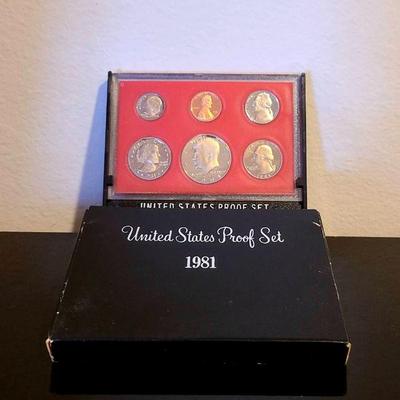 UNITED STATES PROOF SET
United States Proof Set
1981